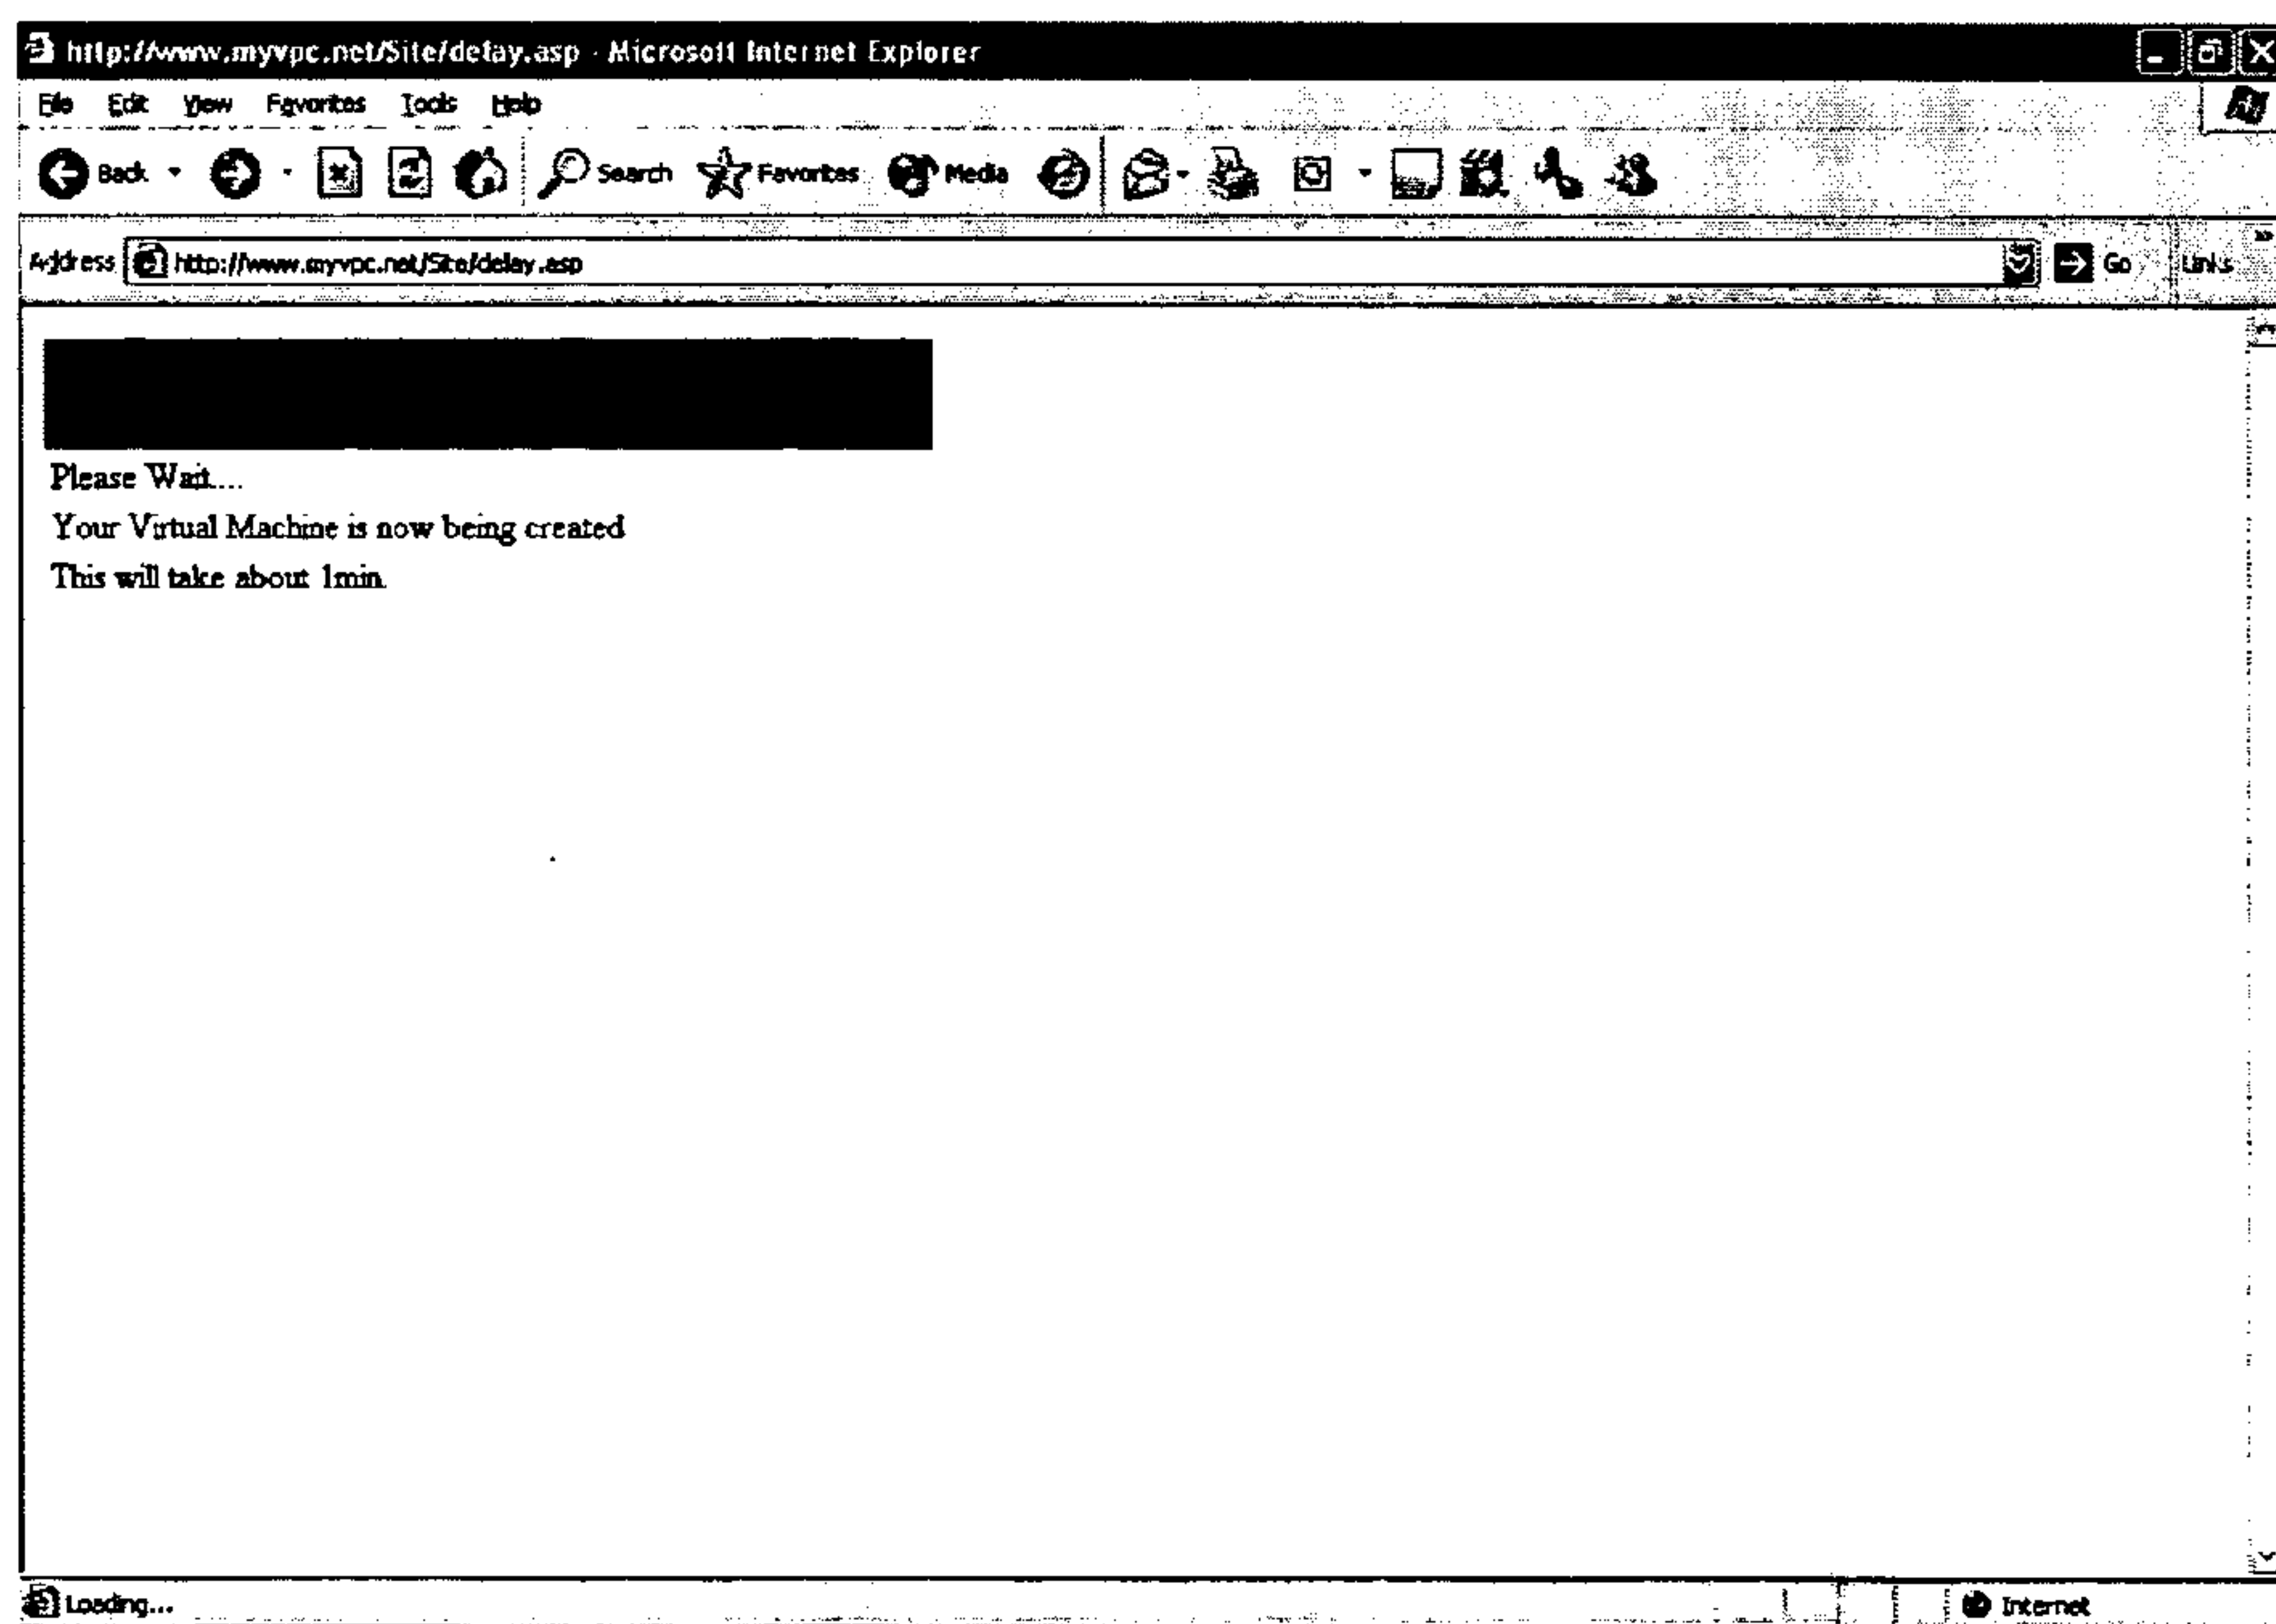 http://www.myvpc.net/Site/delay.asp - Microsoft Internet Explorer
File Edit View Favorites Tools Help
Back Search Favorites Media
Address http://www.myvpc.net/Site/delay.asp Go Links
Please Wait....
Your Virtual Machine is now being created
This will take about 1min.
Loading... Internet